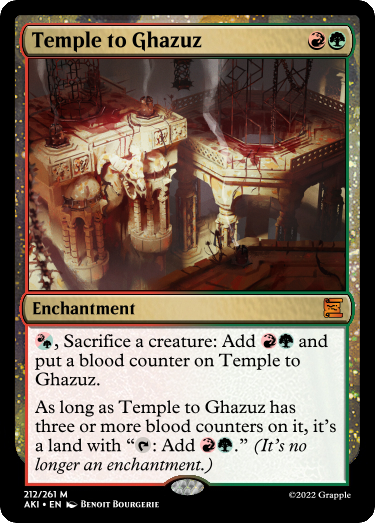 Temple to Ghazuz
Enchantment
, Sacrifice a creature: Add and
put a blood counter on Temple to
Ghazuz.
As long as Temple to Ghazuz has
three or more blood counters on it, it's
a land with “: Add .” (It's no
longer an enchantment.)
212/261 M
AKI • EN Benoit Bourgerie
©2022 Grapple